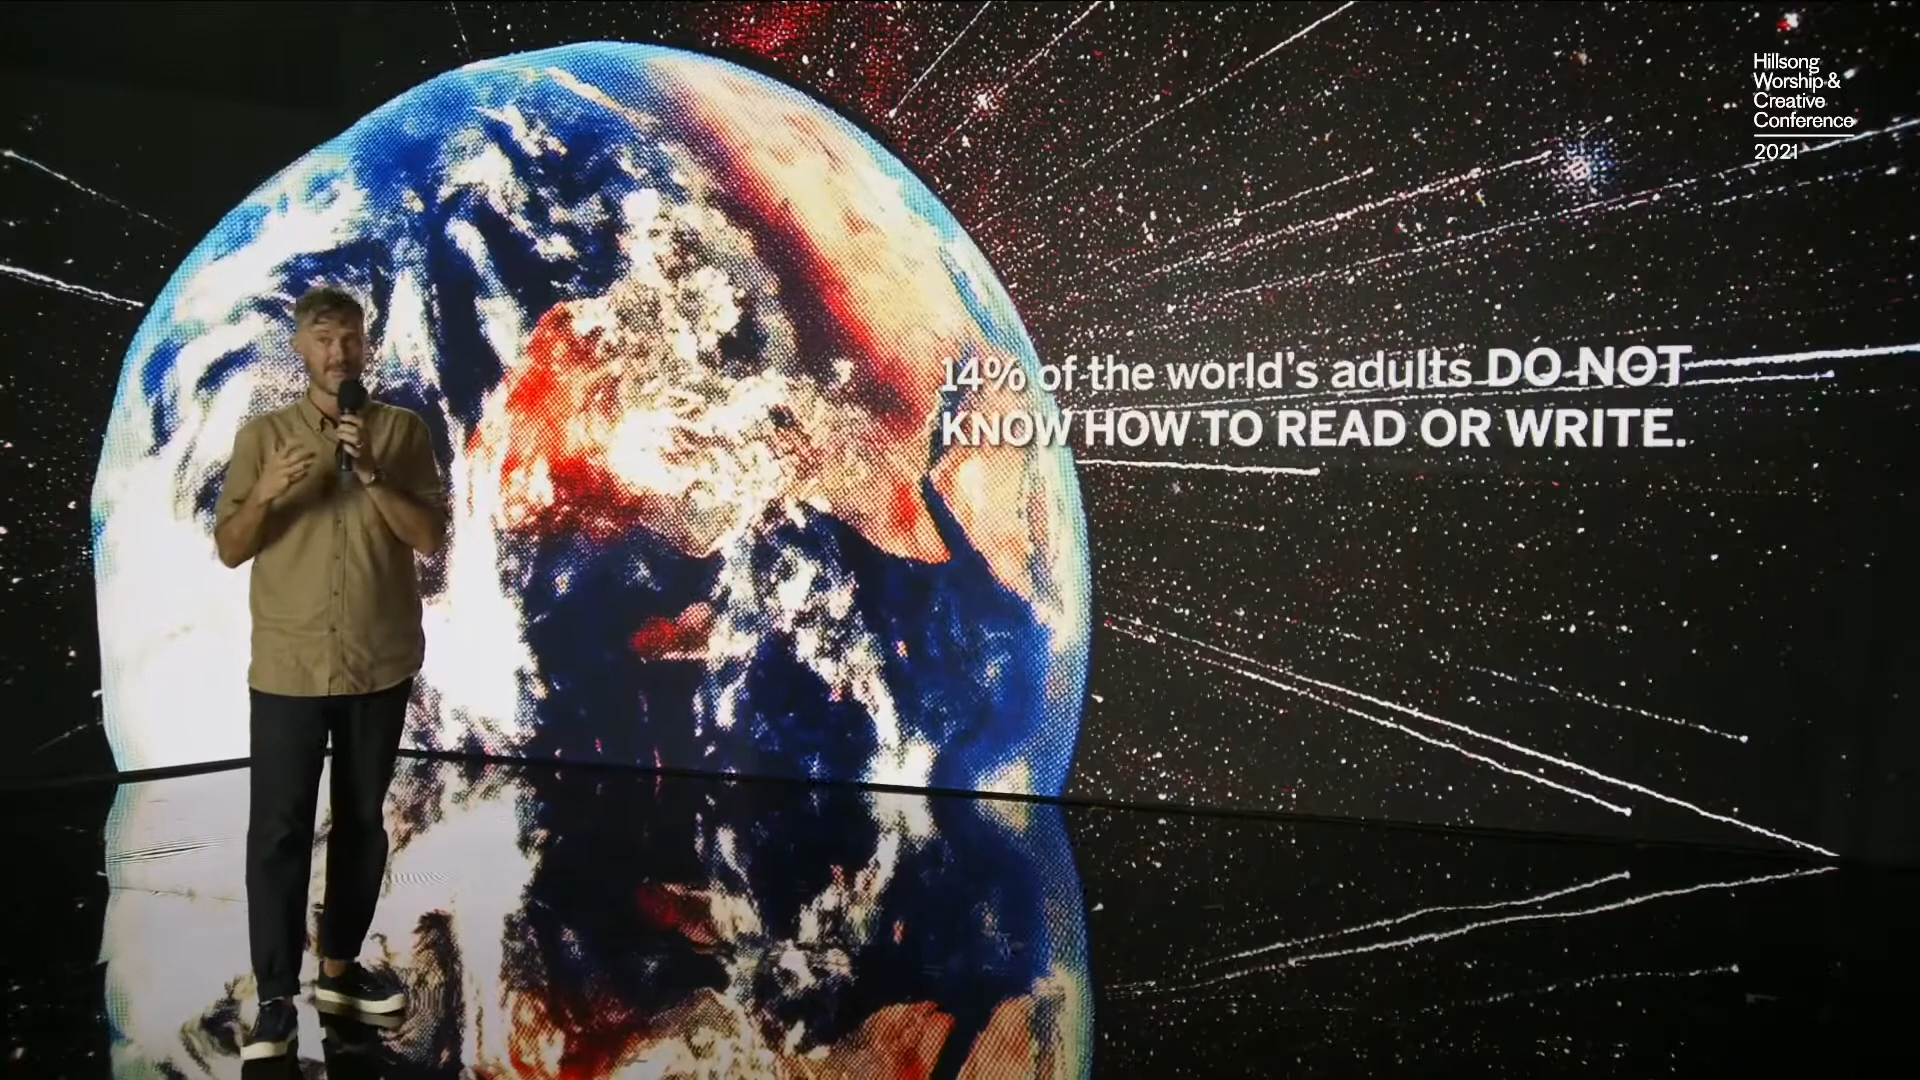 Hillsong
Worship &
Creative
Conference
2021
14% of the world's adults DO NOT
KNOW HOW TO READ OR WRITE.